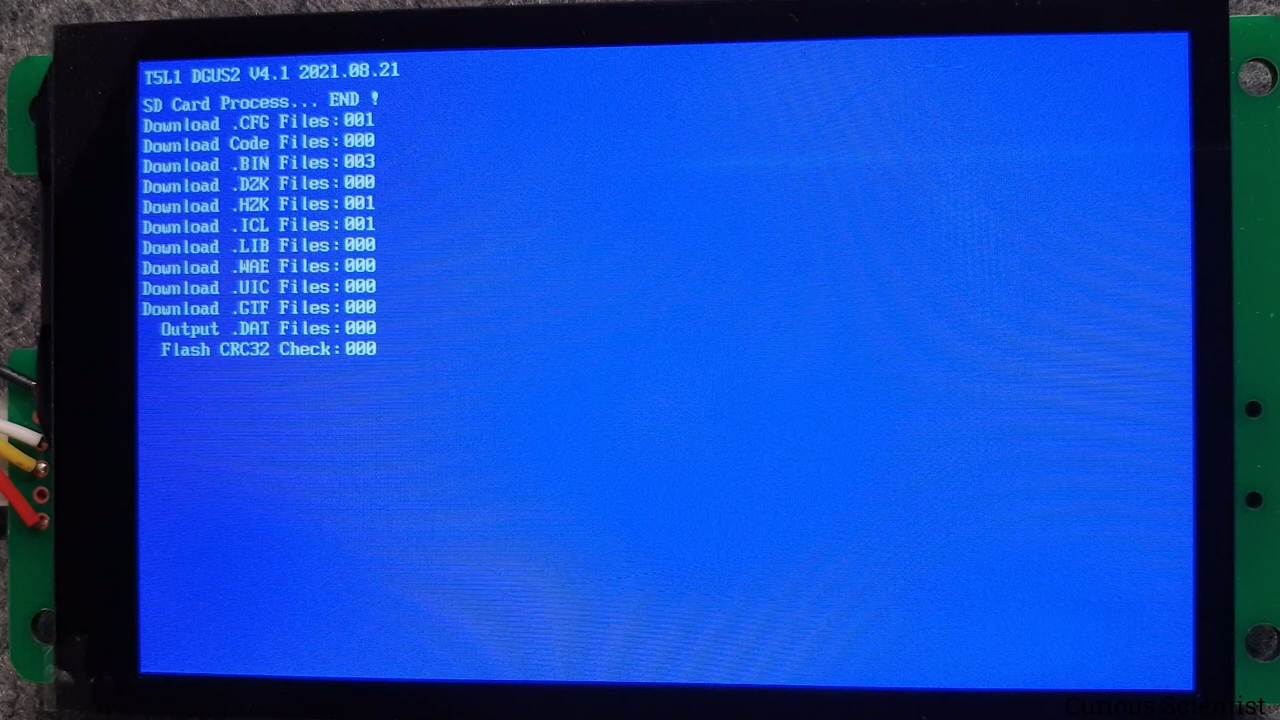 T5L1 DGUS2 V4.1 2021.08.21
SD Card Process... END !
Download .CFG Files:001
Download Code Files:000
Download .BIN Files:003
Download .DZK Files:000
Download .HZK Files:001
Download .ICL Files:001
Download .LIB Files:000
Download .WAE Files:000
Download .UIC Files:000
Download .GTF Files:000
Output .DAT Files:000
Flash CRC32 Check:000
Curious Scientist